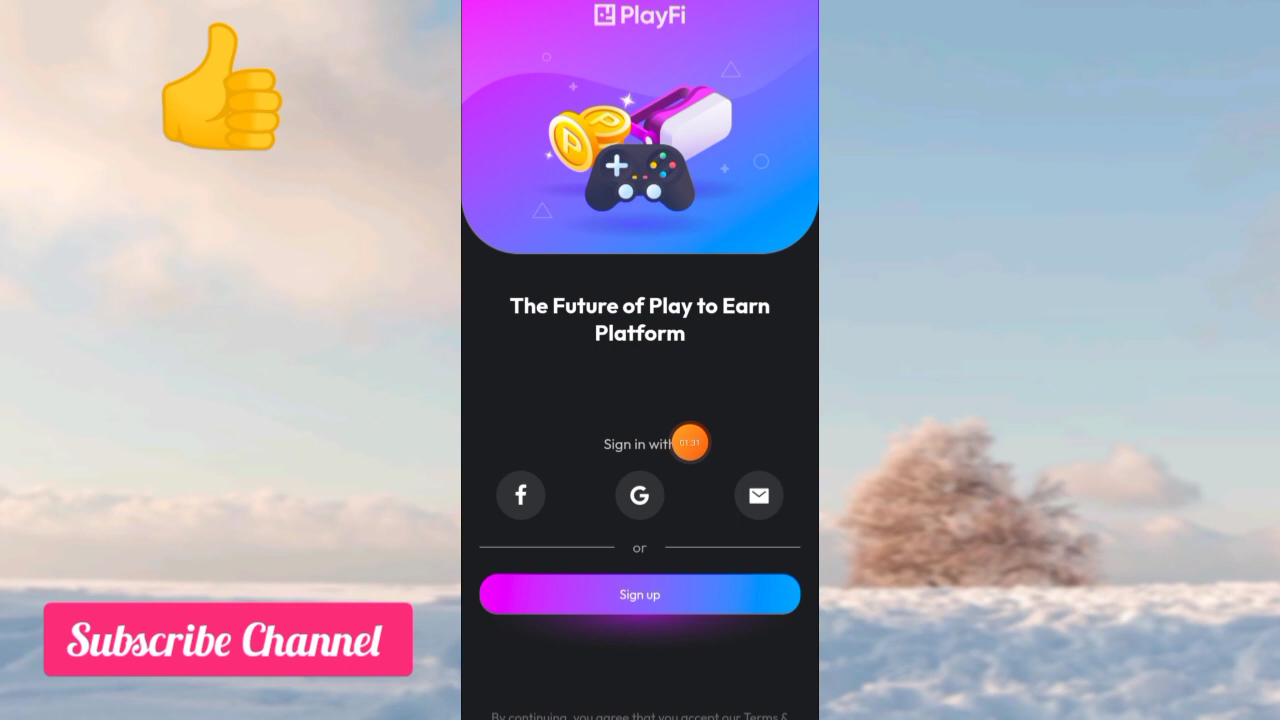 PlayFi
The Future of Play to Earn
Platform
Sign in with
01:31
or
Sign up
By continuing, you agree that you accept our Terms &
Subscribe Channel